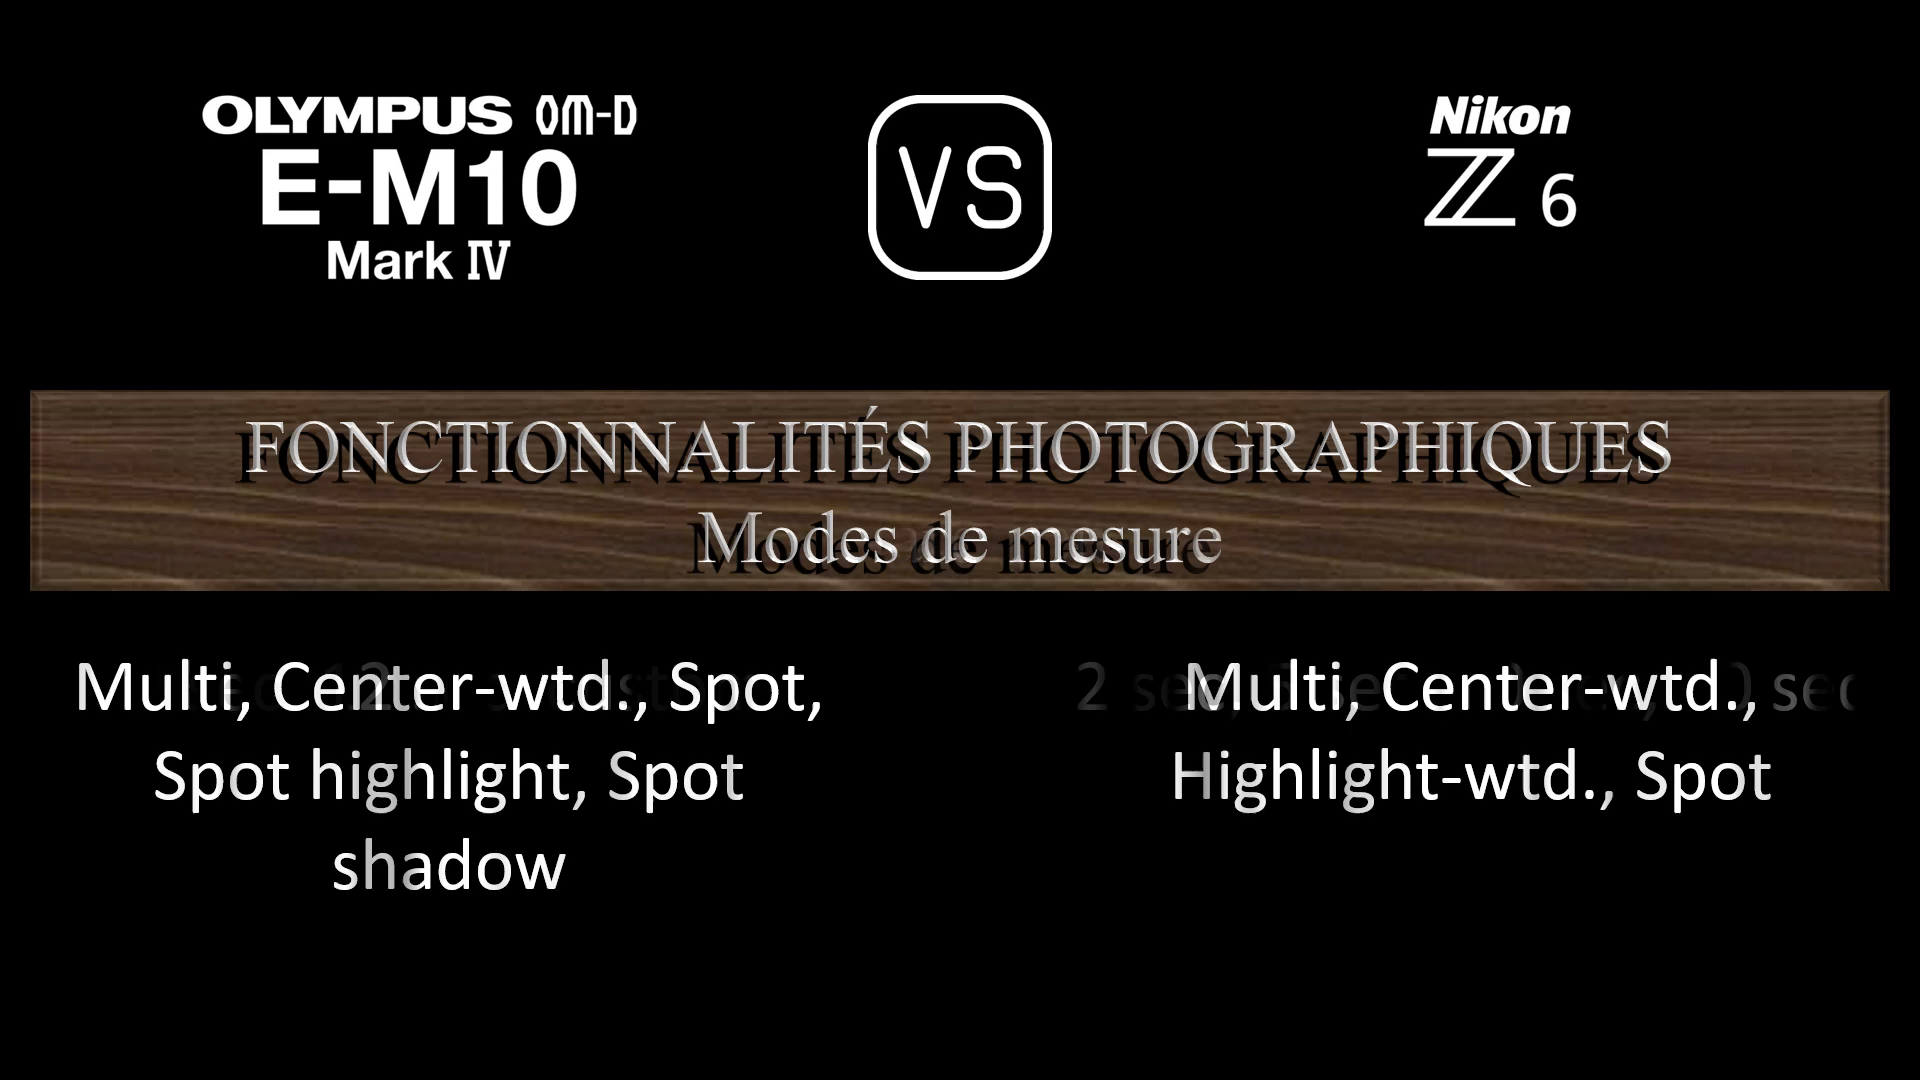 OLYMPUS OM-D
E-M10
Mark IV
VS
Nikon
Z 6
FONCTIONNALITÉS PHOTOGRAPHIQUES
Modes de mesure
Multi, Center-wtd., Spot,
Spot highlight, Spot
shadow
Multi, Center-wtd.,
Highlight-wtd., Spot